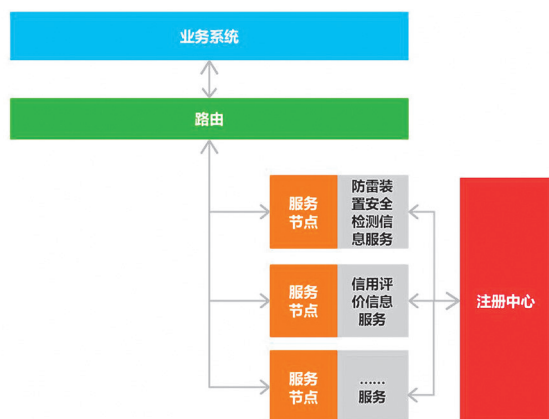 业务系统
路由
服务
节点
防雷装
置安全
检测信
息服务
服务
节点
信用评
价信息
服务
注册中心
服务
节点
……
服务